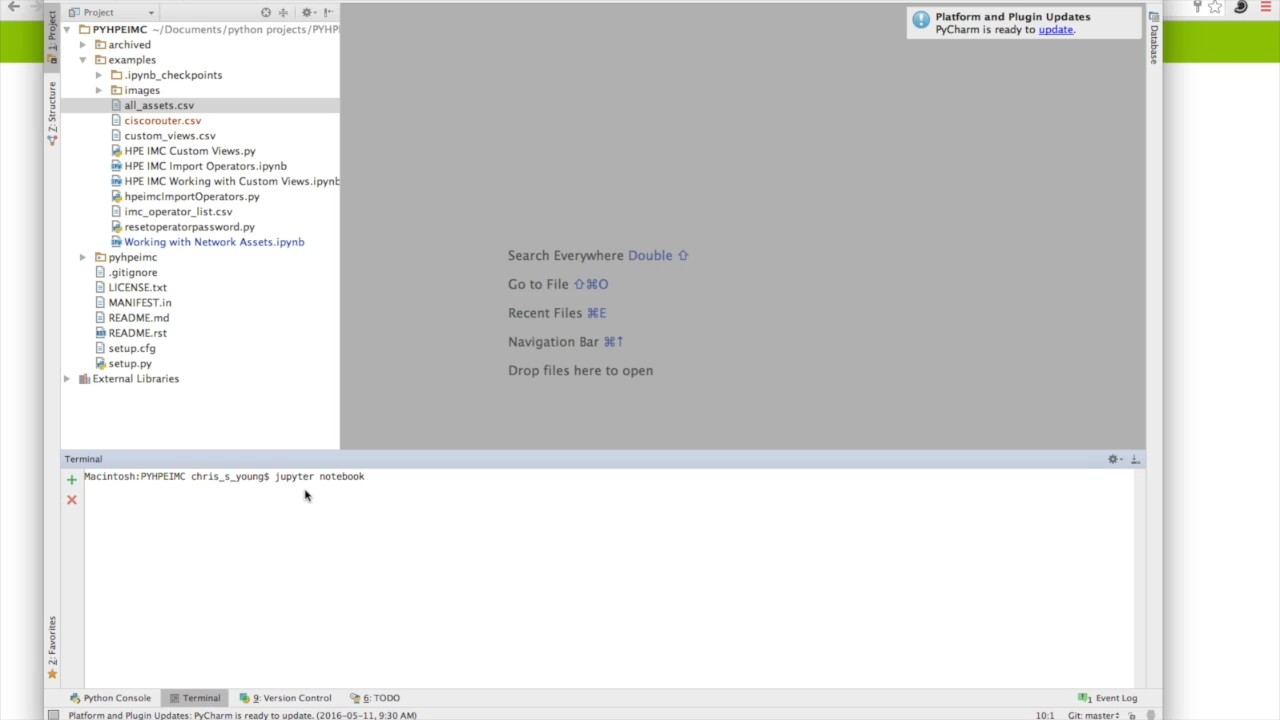 Project
PYHPEIMC ~/Documents/python projects/PYHP
archived
examples
.ipynb_checkpoints
images
all_assets.csv
ciscorouter.csv
custom_views.csv
HPE IMC Custom Views.py
HPE IMC Import Operators.ipynb
HPE IMC Working with Custom Views.ipynb
hpeimcImportOperators.py
imc_operator_list.csv
resetoperatorpassword.py
Working with Network Assets.ipynb
pyhpeimc
.gitignore
LICENSE.txt
MANIFEST.in
README.md
README.rst
setup.cfg
setup.py
External Libraries
1: Project
Z: Structure
2: Favorites
Search Everywhere Double ⇧
Go to File ⇧⌘O
Recent Files ⌘E
Navigation Bar ⌘↑
Drop files here to open
Platform and Plugin Updates
PyCharm is ready to update.
Database
Terminal
Macintosh:PYHPEIMC chris_s_young$ jupyter notebook
Python Console Terminal 9: Version Control 6: TODO 1 Event Log
Platform and Plugin Updates: PyCharm is ready to update. (2016-05-11, 9:30 AM) 10:1 Git: master